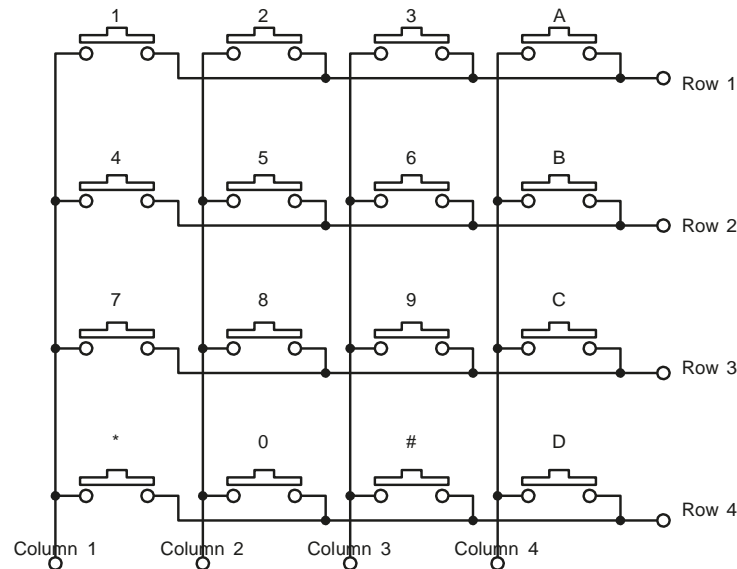 1 2 3 A
Row 1
4 5 6 B
Row 2
7 8 9 C
Row 3
* 0 # D
Row 4
Column 1 Column 2 Column 3 Column 4